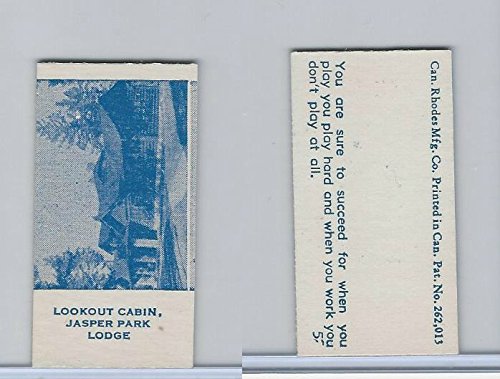 LOOKOUT CABIN,
JASPER PARK
LODGE
You are sure to succeed for when you
play you play hard and when you work you
don't play at all.
5-
Can. Rhodes Mfg. Co. Printed in Can. Pat. No. 262,013